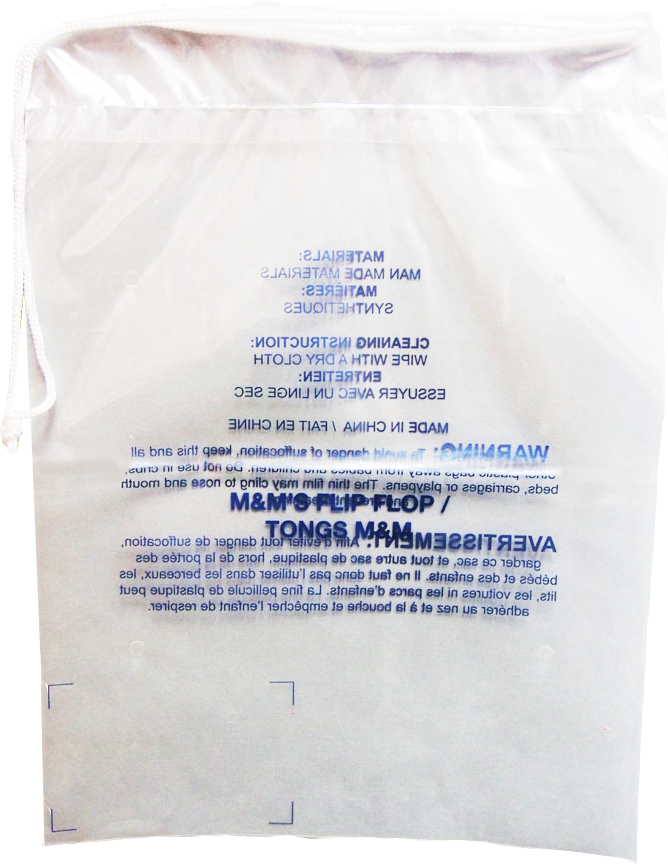 MATERIALS:
MAN MADE MATERIALS
MATIÈRES:
SYNTHETIQUES
CLEANING INSTRUCTION:
WIPE WITH A DRY CLOTH
ENTRETIEN:
ESSUYER AVEC UN LINGE SEC
MADE IN CHINA / FAIT EN CHINE
WARNING: To avoid danger of suffocation, keep this and all
other plastic bags away from babies and children. Do not use in cribs,
beds, carriages or playpens. The thin film may cling to nose and mouth
and prevent breathing.
M&M'S FLIP FLOP /
TONGS M&M
AVERTISSEMENT: Afin d'éviter tout danger de suffocation,
garder ce sac, et tout autre sac de plastique, hors de la portée des
bébés et des enfants. Il ne faut donc pas l'utiliser dans les berceaux, les
lits, les voitures ni les parcs d'enfants. La fine pellicule de plastique peut
adhérer au nez et à la bouche et empêcher l'enfant de respirer.